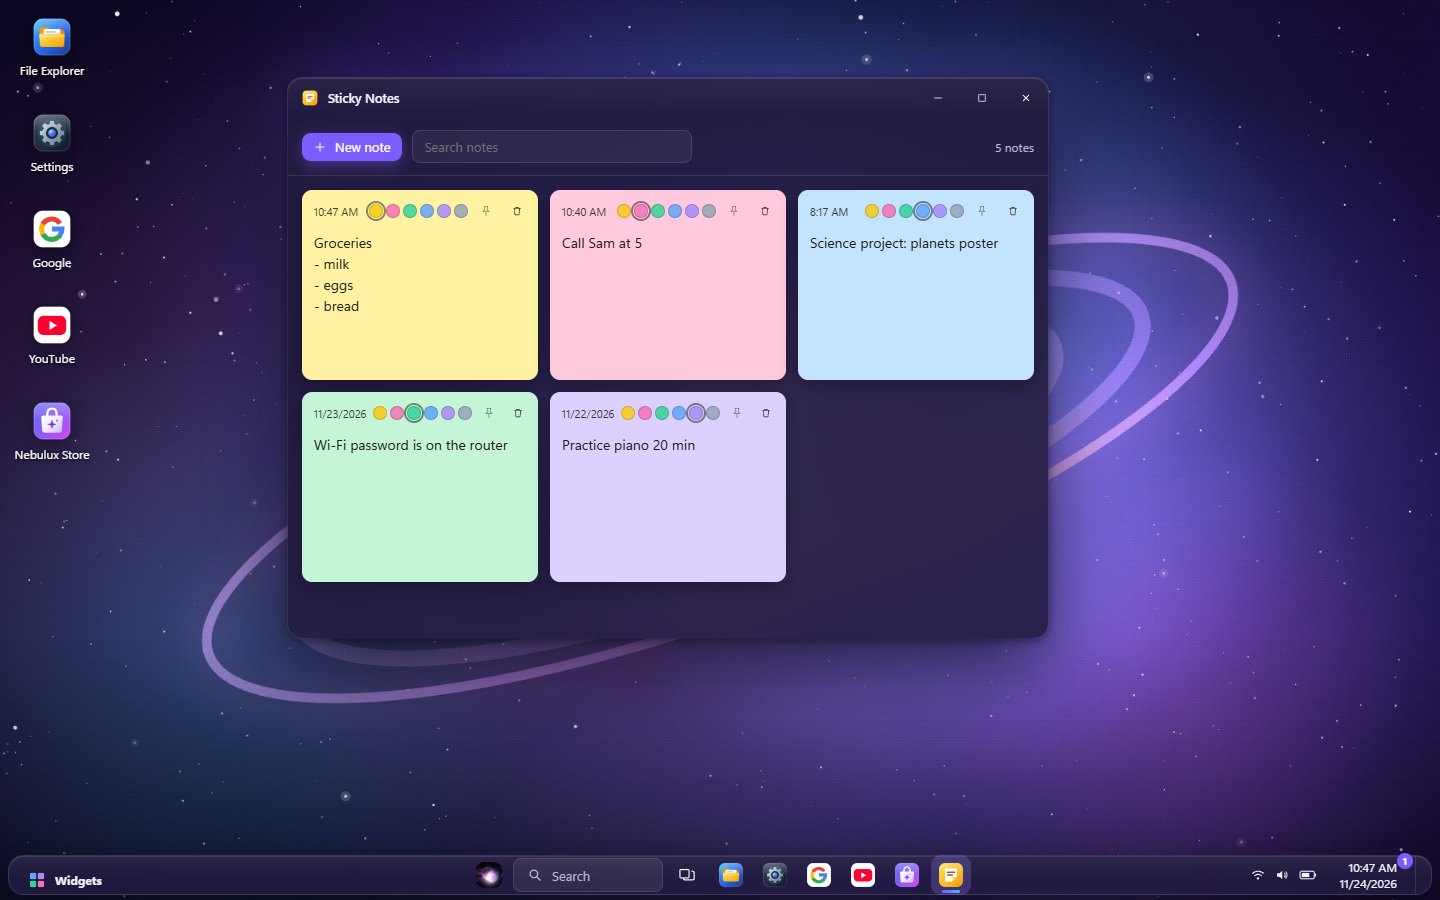 File Explorer
Settings
Google
YouTube
Nebulux Store
Sticky Notes
New note
Search notes
5 notes
10:47 AM
Groceries
- milk
- eggs
- bread
10:40 AM
Call Sam at 5
8:17 AM
Science project: planets poster
11/23/2026
Wi-Fi password is on the router
11/22/2026
Practice piano 20 min
Widgets
Search
10:47 AM
11/24/2026
1